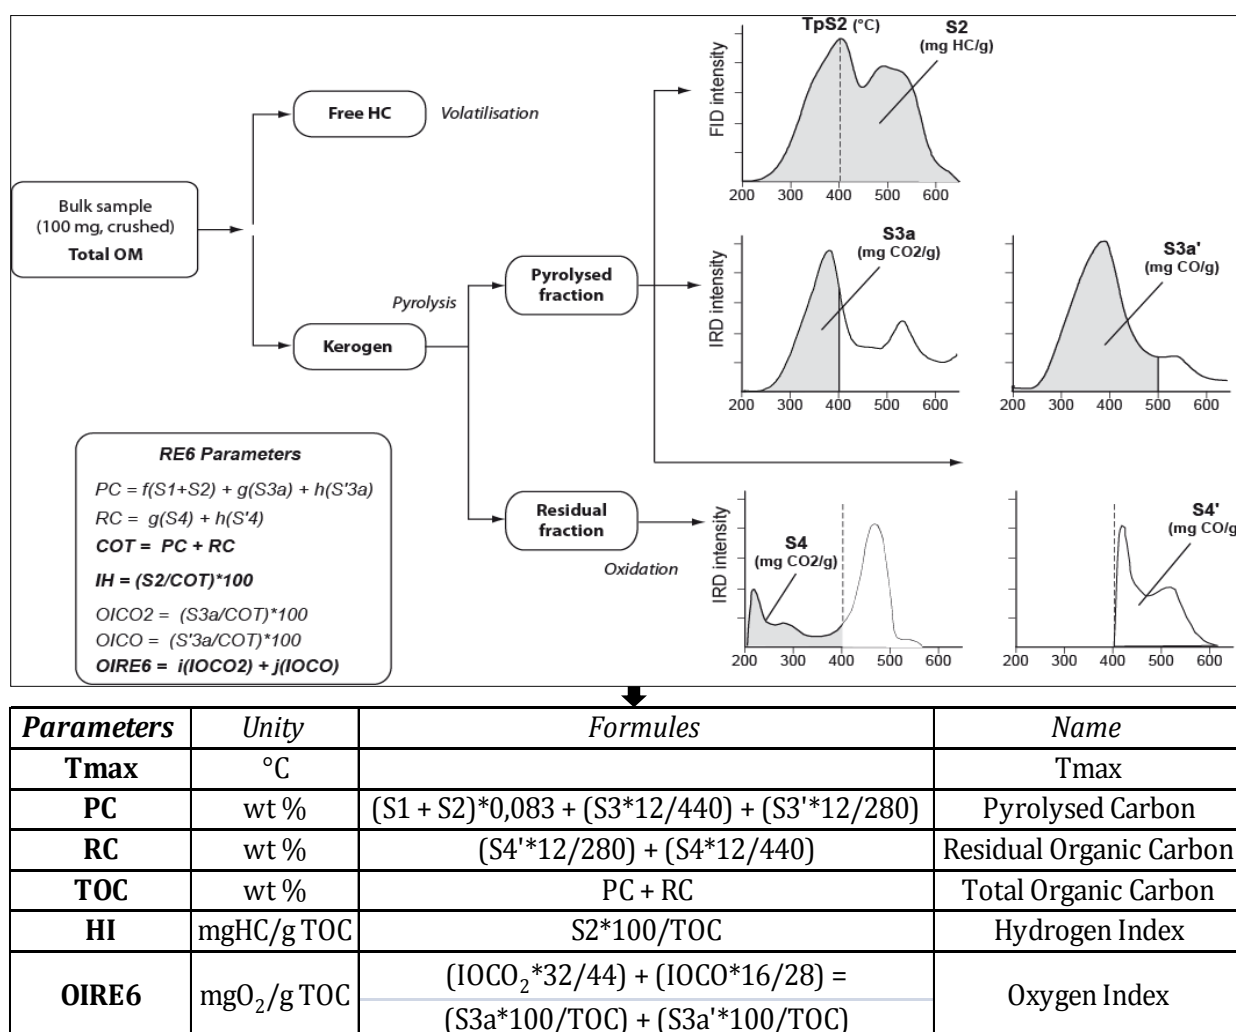 TpS2 (°C)
S2
(mg HC/g)
FID intensity
200 300 400 500 600
Free HC
Volatilisation
Bulk sample
(100 mg, crushed)
Total OM
Pyrolysis
Kerogen
Pyrolysed
fraction
S3a
(mg CO2/g)
IRD intensity
200 300 400 500 600
S3a'
(mg CO/g)
200 300 400 500 600
Residual
fraction
Oxidation
S4
(mg CO2/g)
IRD intensity
200 300 400 500 600
S4'
(mg CO/g
200 300 400 500 600
RE6 Parameters
PC = f(S1+S2) + g(S3a) + h(S'3a)
RC = g(S4) + h(S'4)
COT = PC + RC
IH = (S2/COT)*100
OICO2 = (S3a/COT)*100
OICO = (S'3a/COT)*100
OIRE6 = i(IOCO2) + j(IOCO)
Parameters Unity Formules Name
Tmax °C Tmax
PC wt % (S1 + S2)*0,083 + (S3*12/440) + (S3'*12/280) Pyrolysed Carbon
RC wt % (S4'*12/280) + (S4*12/440) Residual Organic Carbon
TOC wt % PC + RC Total Organic Carbon
HI mgHC/g TOC S2*100/TOC Hydrogen Index
OIRE6 mgO₂/g TOC (IOCO₂*32/44) + (IOCO*16/28) = Oxygen Index
(S3a*100/TOC) + (S3a'*100/TOC)